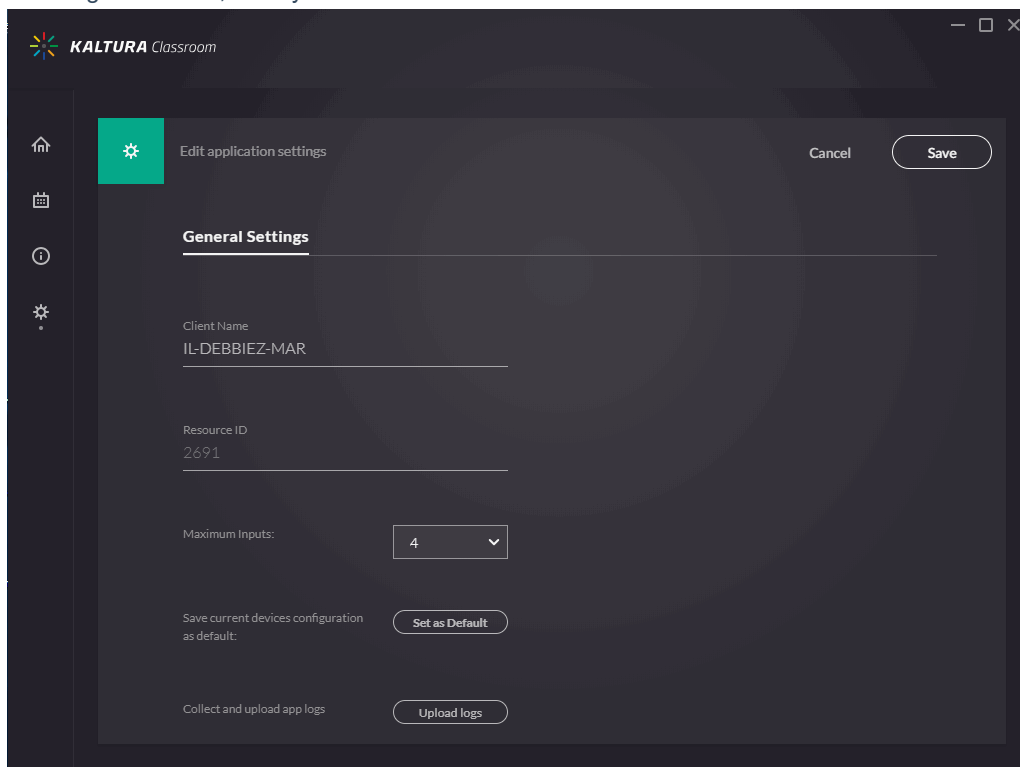 KALTURA Classroom
Edit application settings
Cancel
Save
General Settings
Client Name
IL-DEBBIEZ-MAR
Resource ID
2691
Maximum Inputs:
4
Save current devices configuration
as default:
Set as Default
Collect and upload app logs
Upload logs